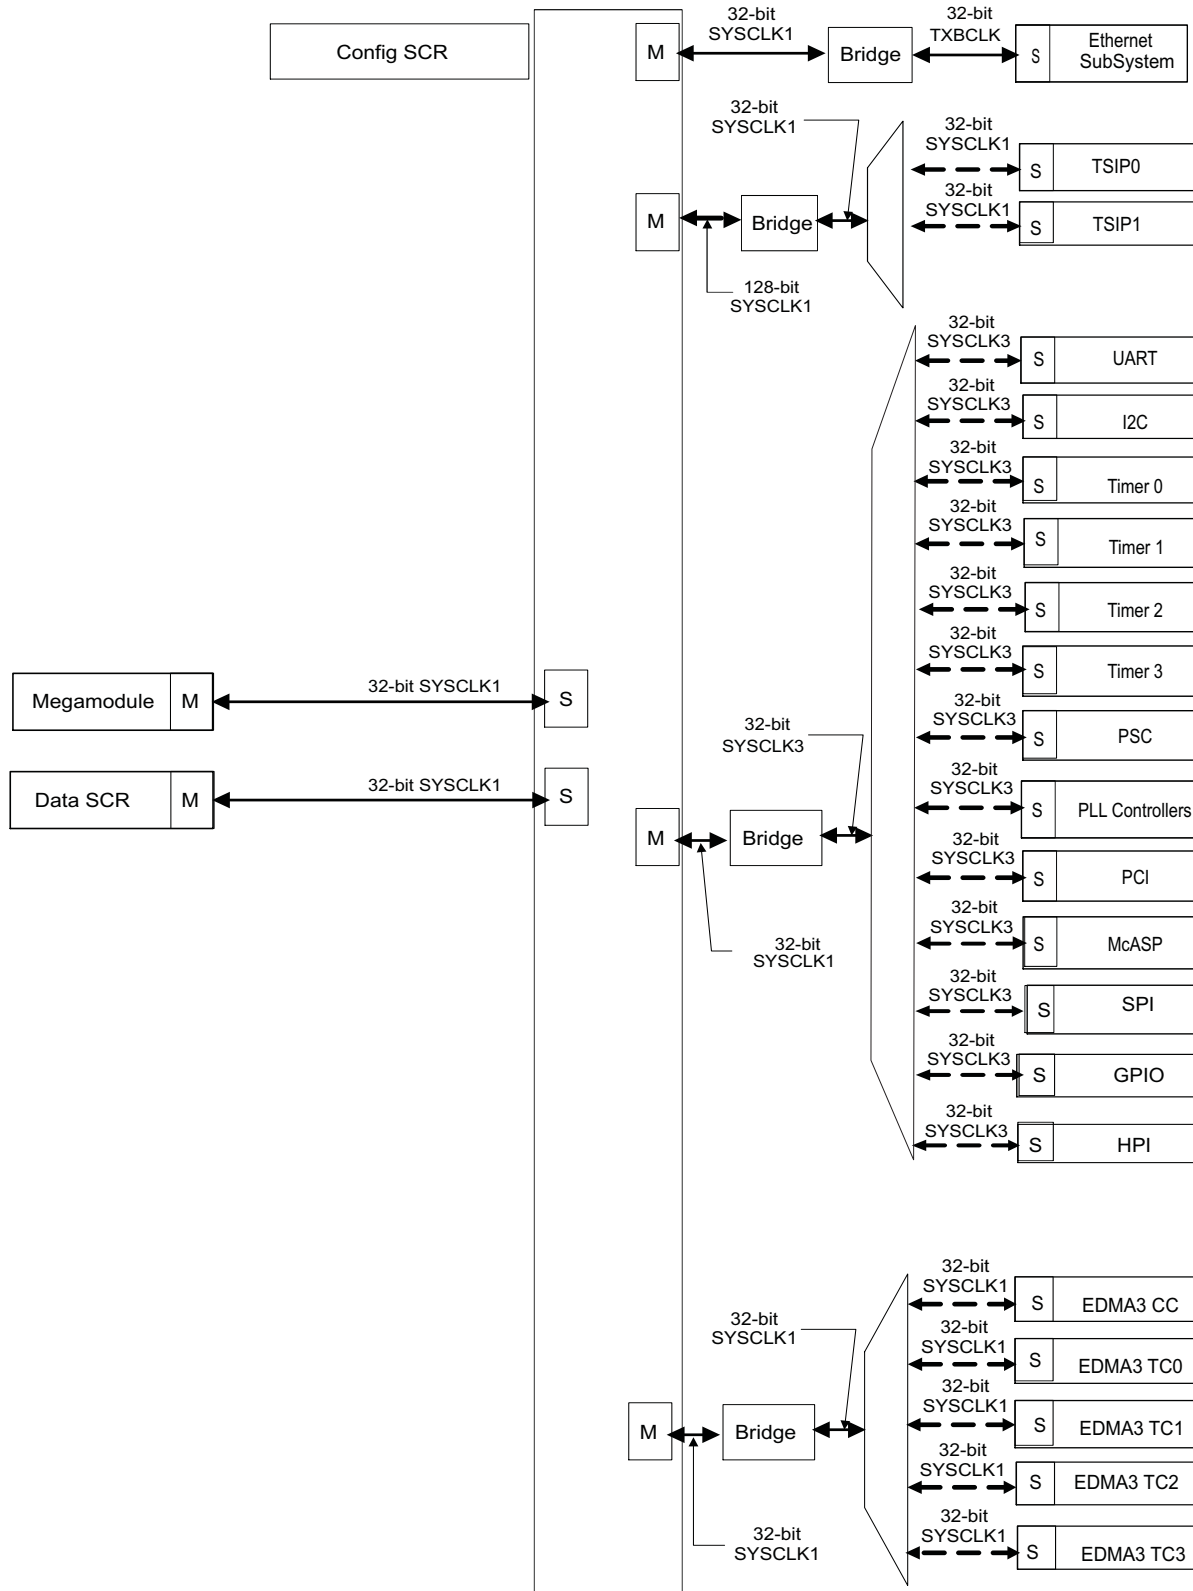 Config SCR
M
32-bit
SYSCLK1
Bridge
32-bit
TXBCLK
S
Ethernet
SubSystem
32-bit
SYSCLK1
M
Bridge
128-bit
SYSCLK1
32-bit
SYSCLK1
S
TSIP0
32-bit
SYSCLK1
S
TSIP1
32-bit
SYSCLK3
S
UART
32-bit
SYSCLK3
S
I2C
32-bit
SYSCLK3
S
Timer 0
32-bit
SYSCLK3
S
Timer 1
32-bit
SYSCLK3
S
Timer 2
32-bit
SYSCLK3
S
Timer 3
Megamodule
M
32-bit SYSCLK1
S
32-bit
SYSCLK3
32-bit
SYSCLK3
S
PSC
Data SCR
M
32-bit SYSCLK1
S
32-bit
SYSCLK3
S
PLL Controllers
M
Bridge
32-bit
SYSCLK1
32-bit
SYSCLK3
S
PCI
32-bit
SYSCLK3
S
McASP
32-bit
SYSCLK3
S
SPI
32-bit
SYSCLK3
S
GPIO
32-bit
SYSCLK3
S
HPI
32-bit
SYSCLK1
S
EDMA3 CC
32-bit
SYSCLK1
32-bit
SYSCLK1
S
EDMA3 TC0
32-bit
SYSCLK1
S
EDMA3 TC1
M
Bridge
32-bit
SYSCLK1
32-bit
SYSCLK1
S
EDMA3 TC2
32-bit
SYSCLK1
S
EDMA3 TC3